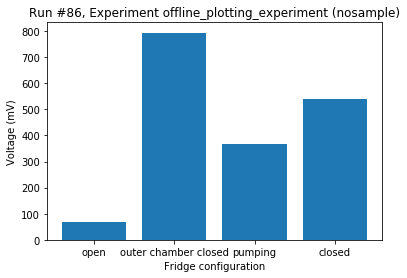 Run #86, Experiment offline_plotting_experiment (nosample)
800
700
600
500
400
300
200
100
0
Voltage (mV)
open outer chamber closed pumping closed
Fridge configuration